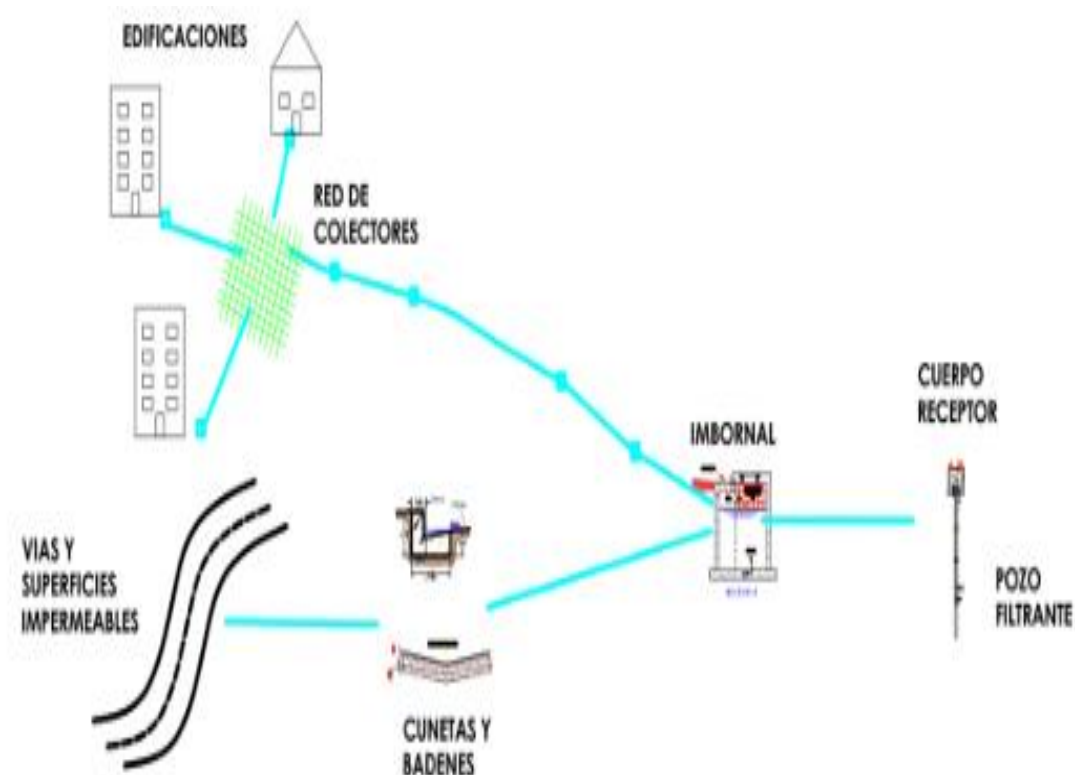 EDIFICACIONES
RED DE
COLECTORES
CUERPO
RECEPTOR
IMBORNAL
VIAS Y
SUPERFICIES
IMPERMEABLES
POZO
FILTRANTE
CUNETAS Y
BADENES